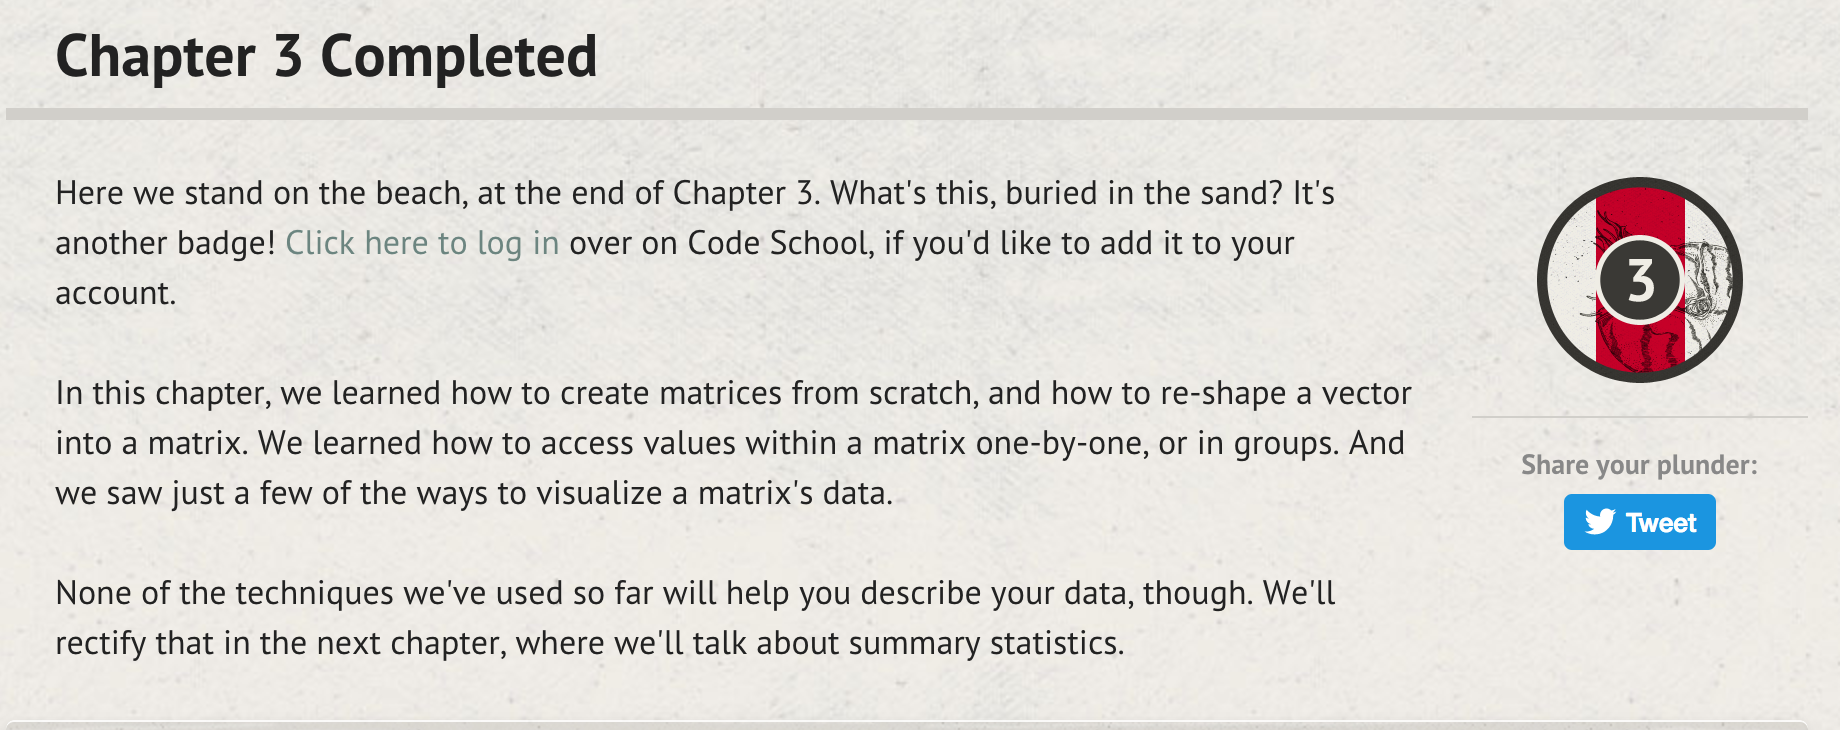 Chapter 3 Completed
Here we stand on the beach, at the end of Chapter 3. What's this, buried in the sand? It's
another badge! Click here to log in over on Code School, if you'd like to add it to your
account.
In this chapter, we learned how to create matrices from scratch, and how to re-shape a vector
into a matrix. We learned how to access values within a matrix one-by-one, or in groups. And
we saw just a few of the ways to visualize a matrix's data.
None of the techniques we've used so far will help you describe your data, though. We'll
rectify that in the next chapter, where we'll talk about summary statistics.
3
Share your plunder:
Tweet